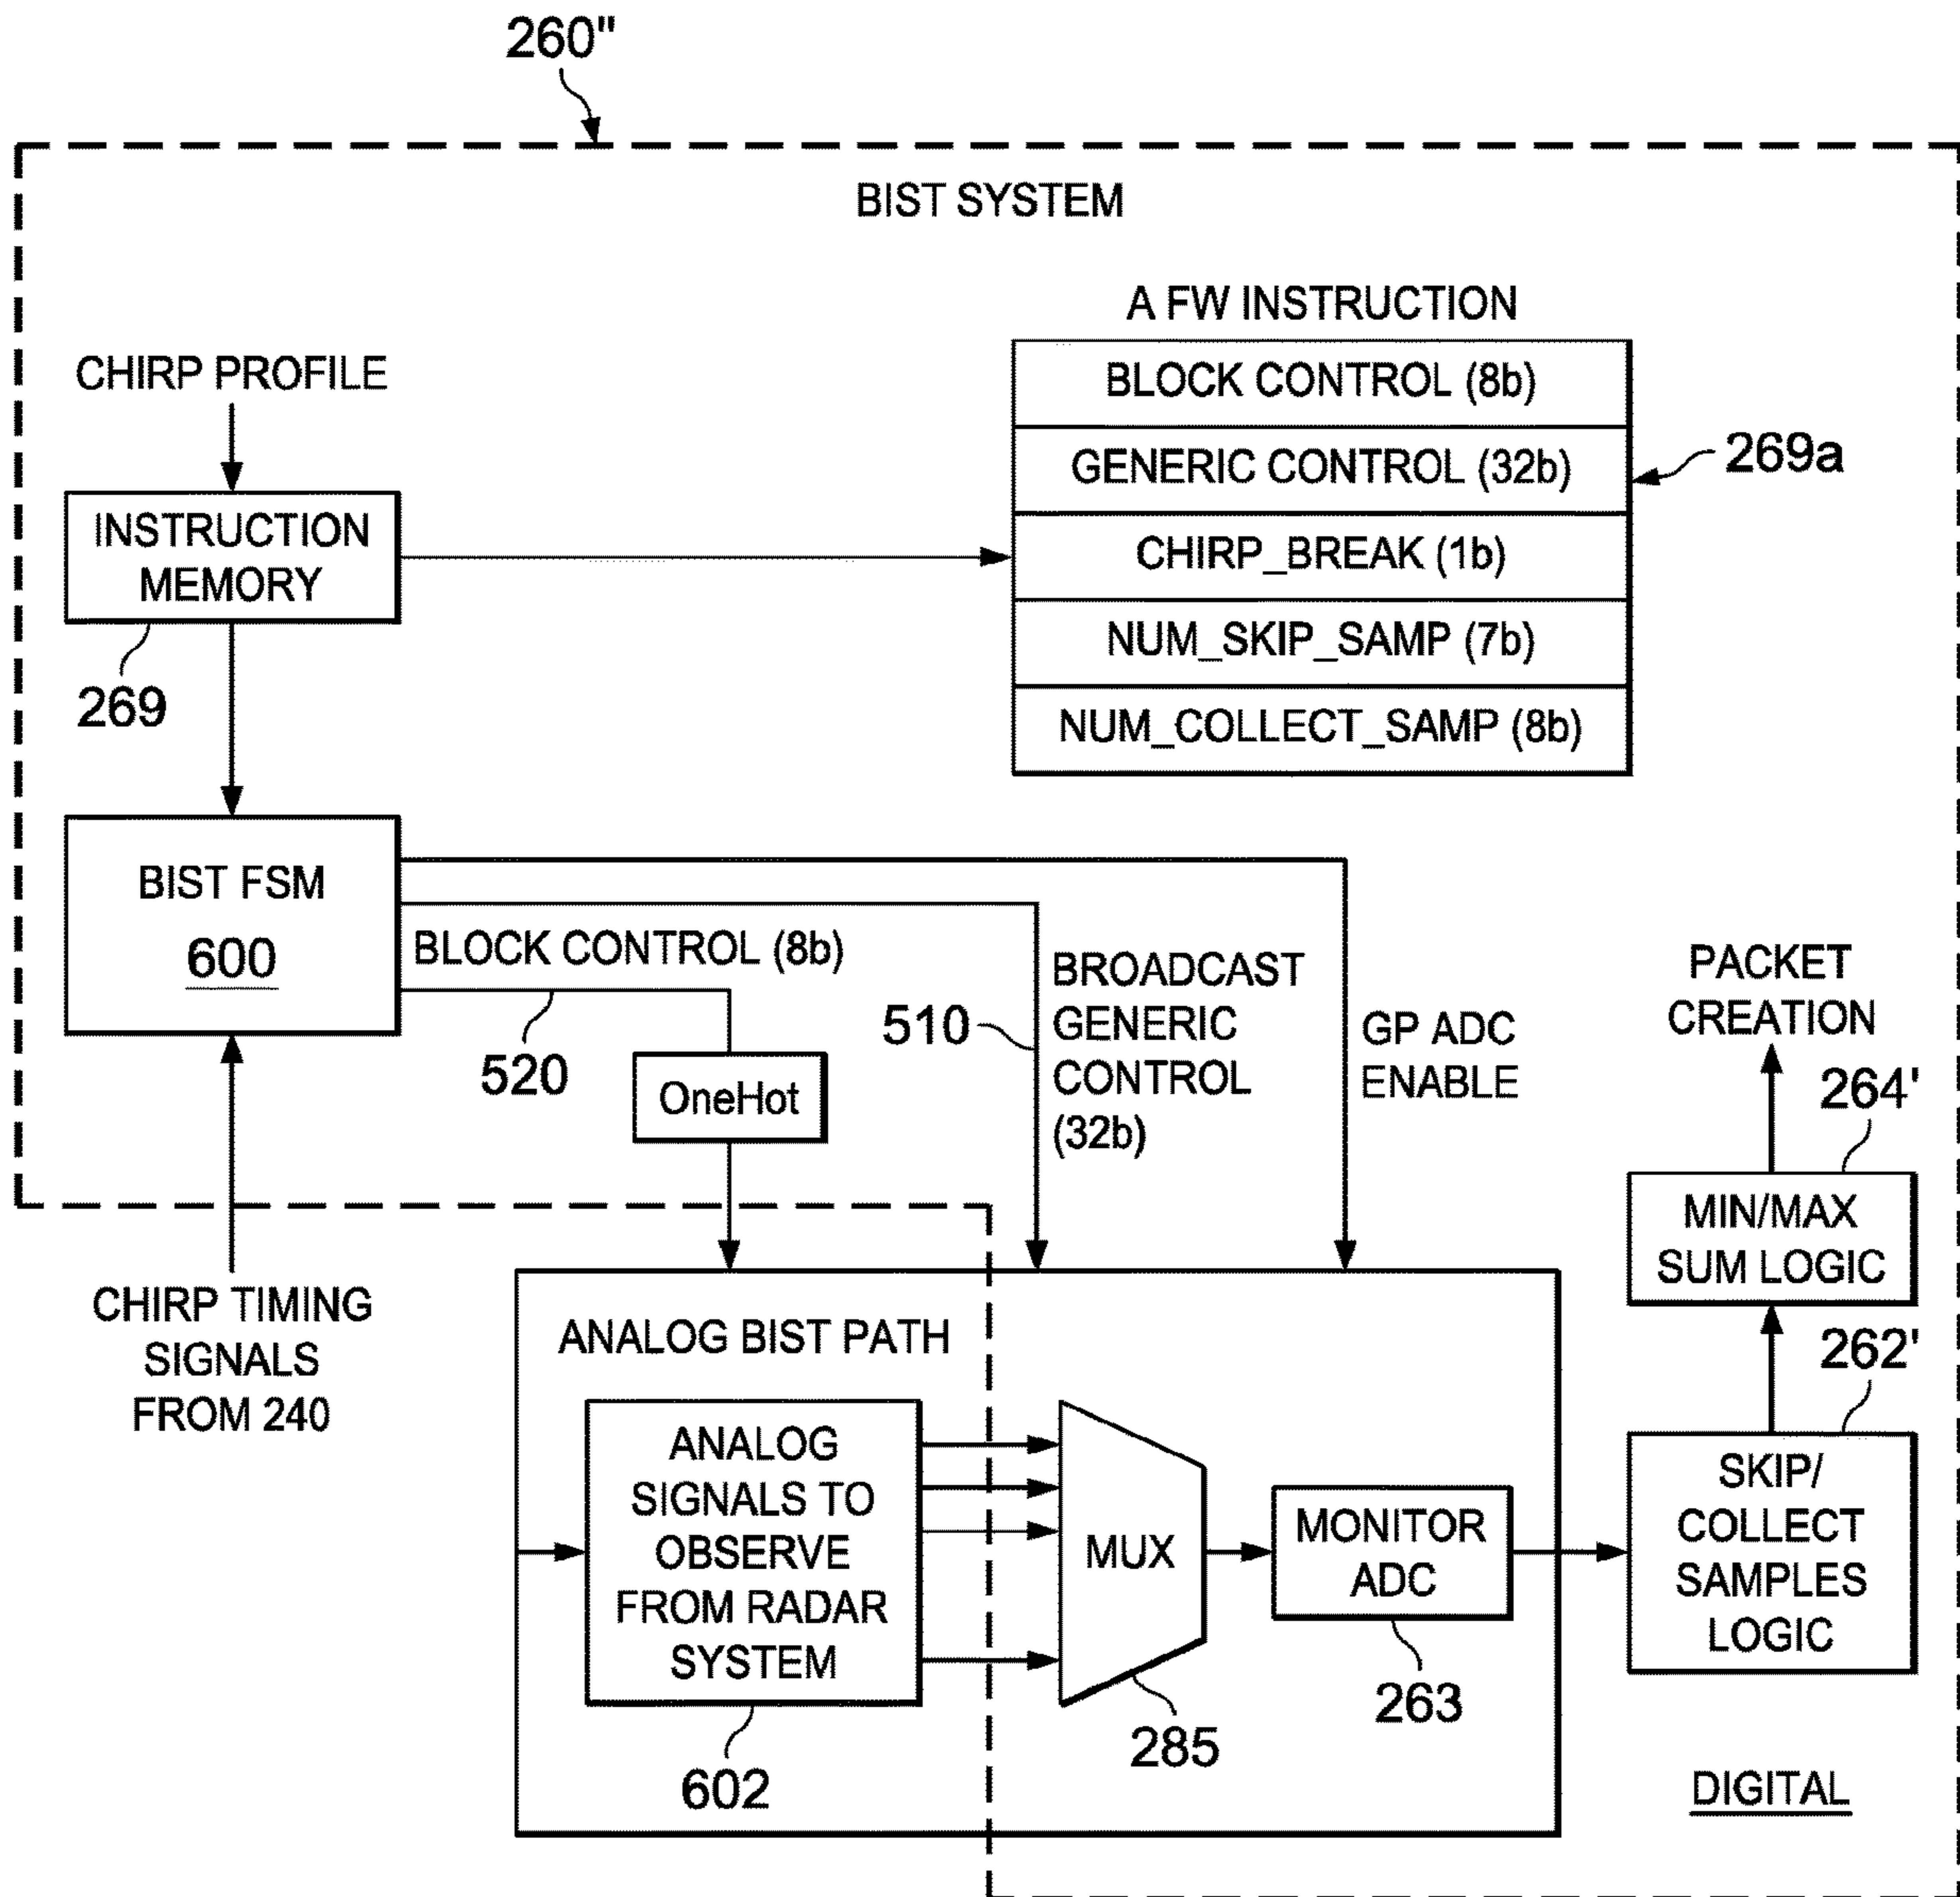 260"
BIST SYSTEM
A FW INSTRUCTION
CHIRP PROFILE
BLOCK CONTROL (8b)
GENERIC CONTROL (32b)
CHIRP_BREAK (1b)
NUM_SKIP_SAMP (7b)
NUM_COLLECT_SAMP (8b)
269a
INSTRUCTION
MEMORY
269
BIST FSM
600
BLOCK CONTROL (8b)
520
OneHot
510
BROADCAST
GENERIC
CONTROL
(32b)
GP ADC
ENABLE
PACKET
CREATION
264'
MIN/MAX
SUM LOGIC
262'
SKIP/
COLLECT
SAMPLES
LOGIC
CHIRP TIMING
SIGNALS
FROM 240
ANALOG BIST PATH
ANALOG
SIGNALS TO
OBSERVE
FROM RADAR
SYSTEM
602
MUX
285
MONITOR
ADC
263
DIGITAL